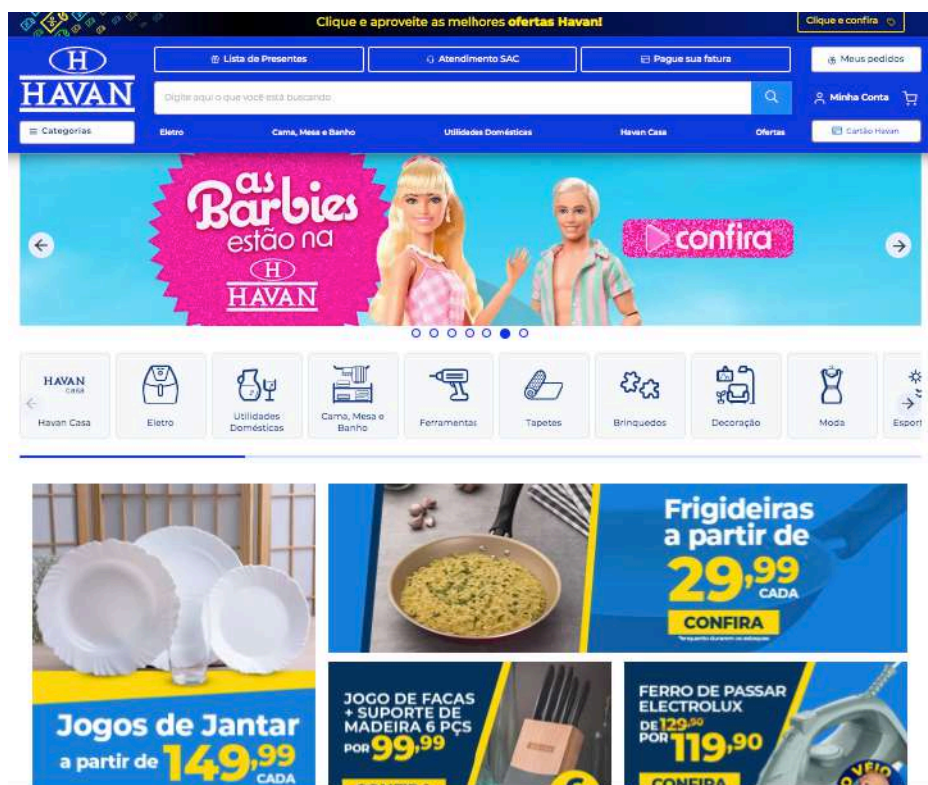 Clique e aproveite as melhores ofertas Havan!
Clique e confira
H
HAVAN
Lista de Presentes
Atendimento SAC
Pague sua fatura
Meus pedidos
Digite aqui o que você está buscando
Minha Conta
Categorias
Eletro
Cama, Mesa e Banho
Utilidades Domésticas
Havan Casa
Ofertas
Cartão Havan
as
Barbies
estão na
H
HAVAN
confira
HAVAN
casa
Havan Casa
Eletro
Utilidades
Domésticas
Cama, Mesa e
Banho
Ferramentas
Tapetes
Brinquedos
Decoração
Moda
Esport
Jogos de Jantar
a partir de 149,99
CADA
Frigideiras
a partir de
29,99
CADA
CONFIRA
*enquanto durarem os estoques
JOGO DE FACAS
+ SUPORTE DE
MADEIRA 6 PÇS
POR 99,99
FERRO DE PASSAR
ELECTROLUX
DE 129,90
POR 119,90
CONFIRA
O VEIO